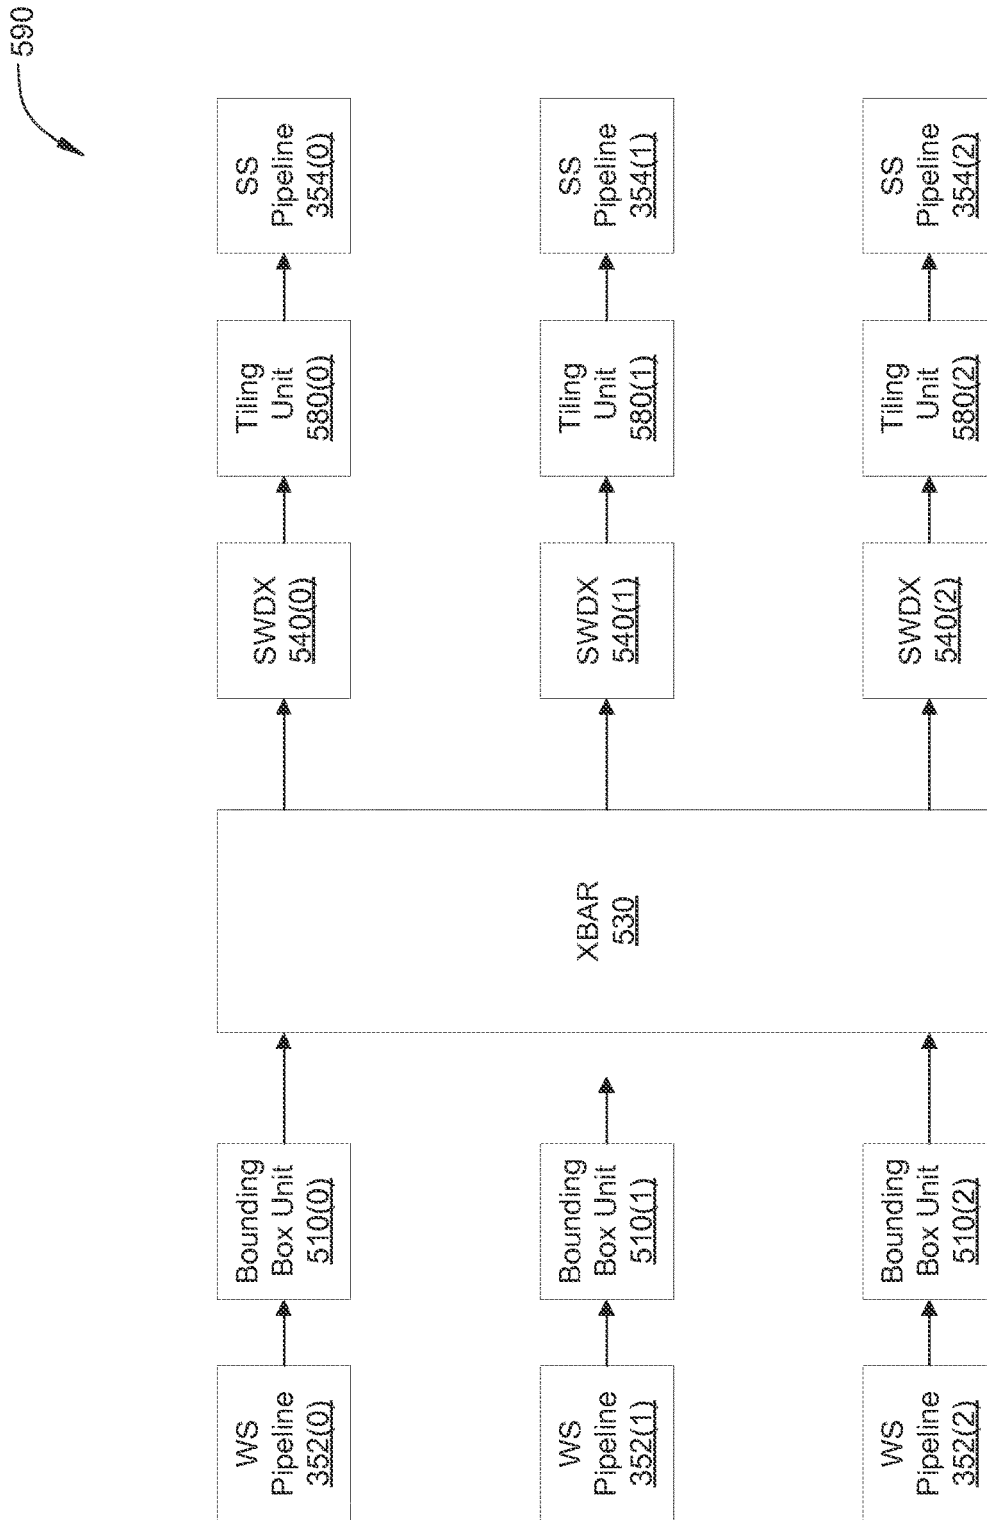 590
WS
Pipeline
352(0)
Bounding
Box Unit
510(0)
SWDX
540(0)
Tiling
Unit
580(0)
SS
Pipeline
354(0)
WS
Pipeline
352(1)
Bounding
Box Unit
510(1)
XBAR
530
SWDX
540(1)
Tiling
Unit
580(1)
SS
Pipeline
354(1)
WS
Pipeline
352(2)
Bounding
Box Unit
510(2)
SWDX
540(2)
Tiling
Unit
580(2)
SS
Pipeline
354(2)